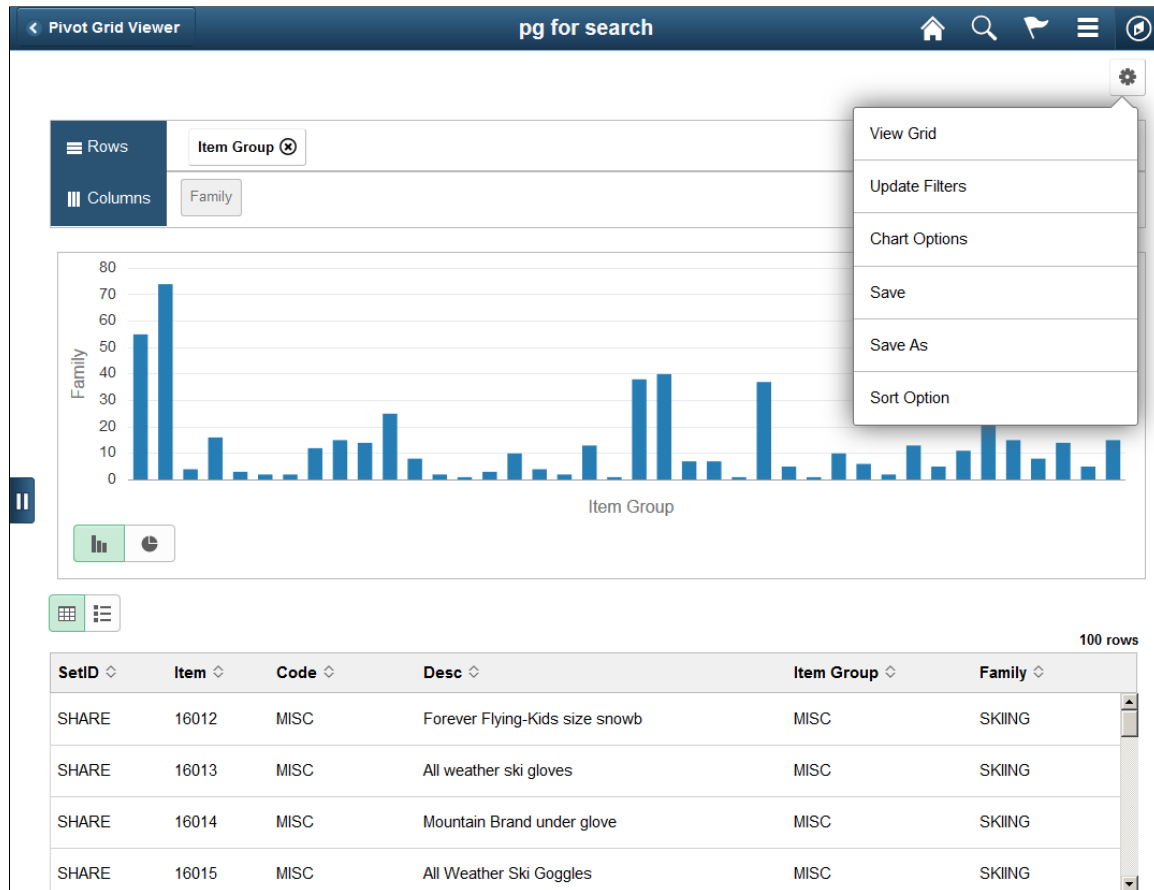 Pivot Grid Viewer
pg for search
Rows
Item Group
Columns
Family
View Grid
Update Filters
Chart Options
Save
Save As
Sort Option
80
70
60
50
40
30
20
10
0
Family
Item Group
100 rows
SetID Item Code Desc Item Group Family
SHARE 16012 MISC Forever Flying-Kids size snowb MISC SKIING
SHARE 16013 MISC All weather ski gloves MISC SKIING
SHARE 16014 MISC Mountain Brand under glove MISC SKIING
SHARE 16015 MISC All Weather Ski Goggles MISC SKIING